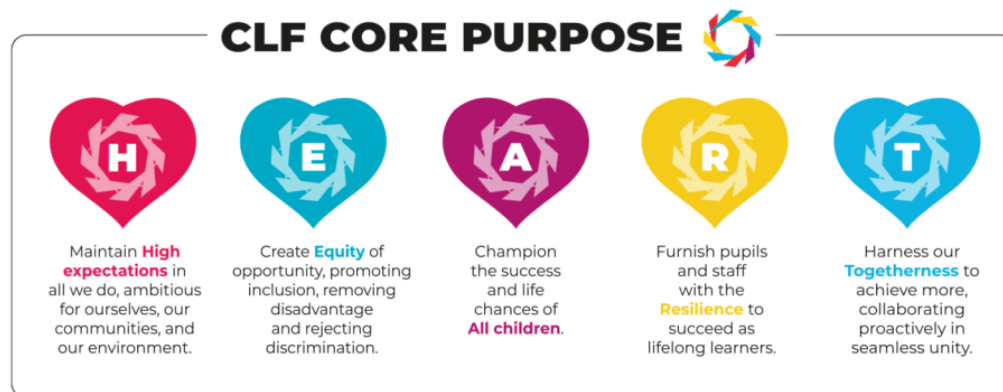 CLF CORE PURPOSE
H
Maintain High
expectations in
all we do, ambitious
for ourselves, our
communities, and
our environment.
E
Create Equity of
opportunity, promoting
inclusion, removing
disadvantage
and rejecting
discrimination.
A
Champion
the success
and life
chances of
All children.
R
Furnish pupils
and staff
with the
Resilience to
succeed as
lifelong learners.
T
Harness our
Togetherness to
achieve more,
collaborating
proactively in
seamless unity.